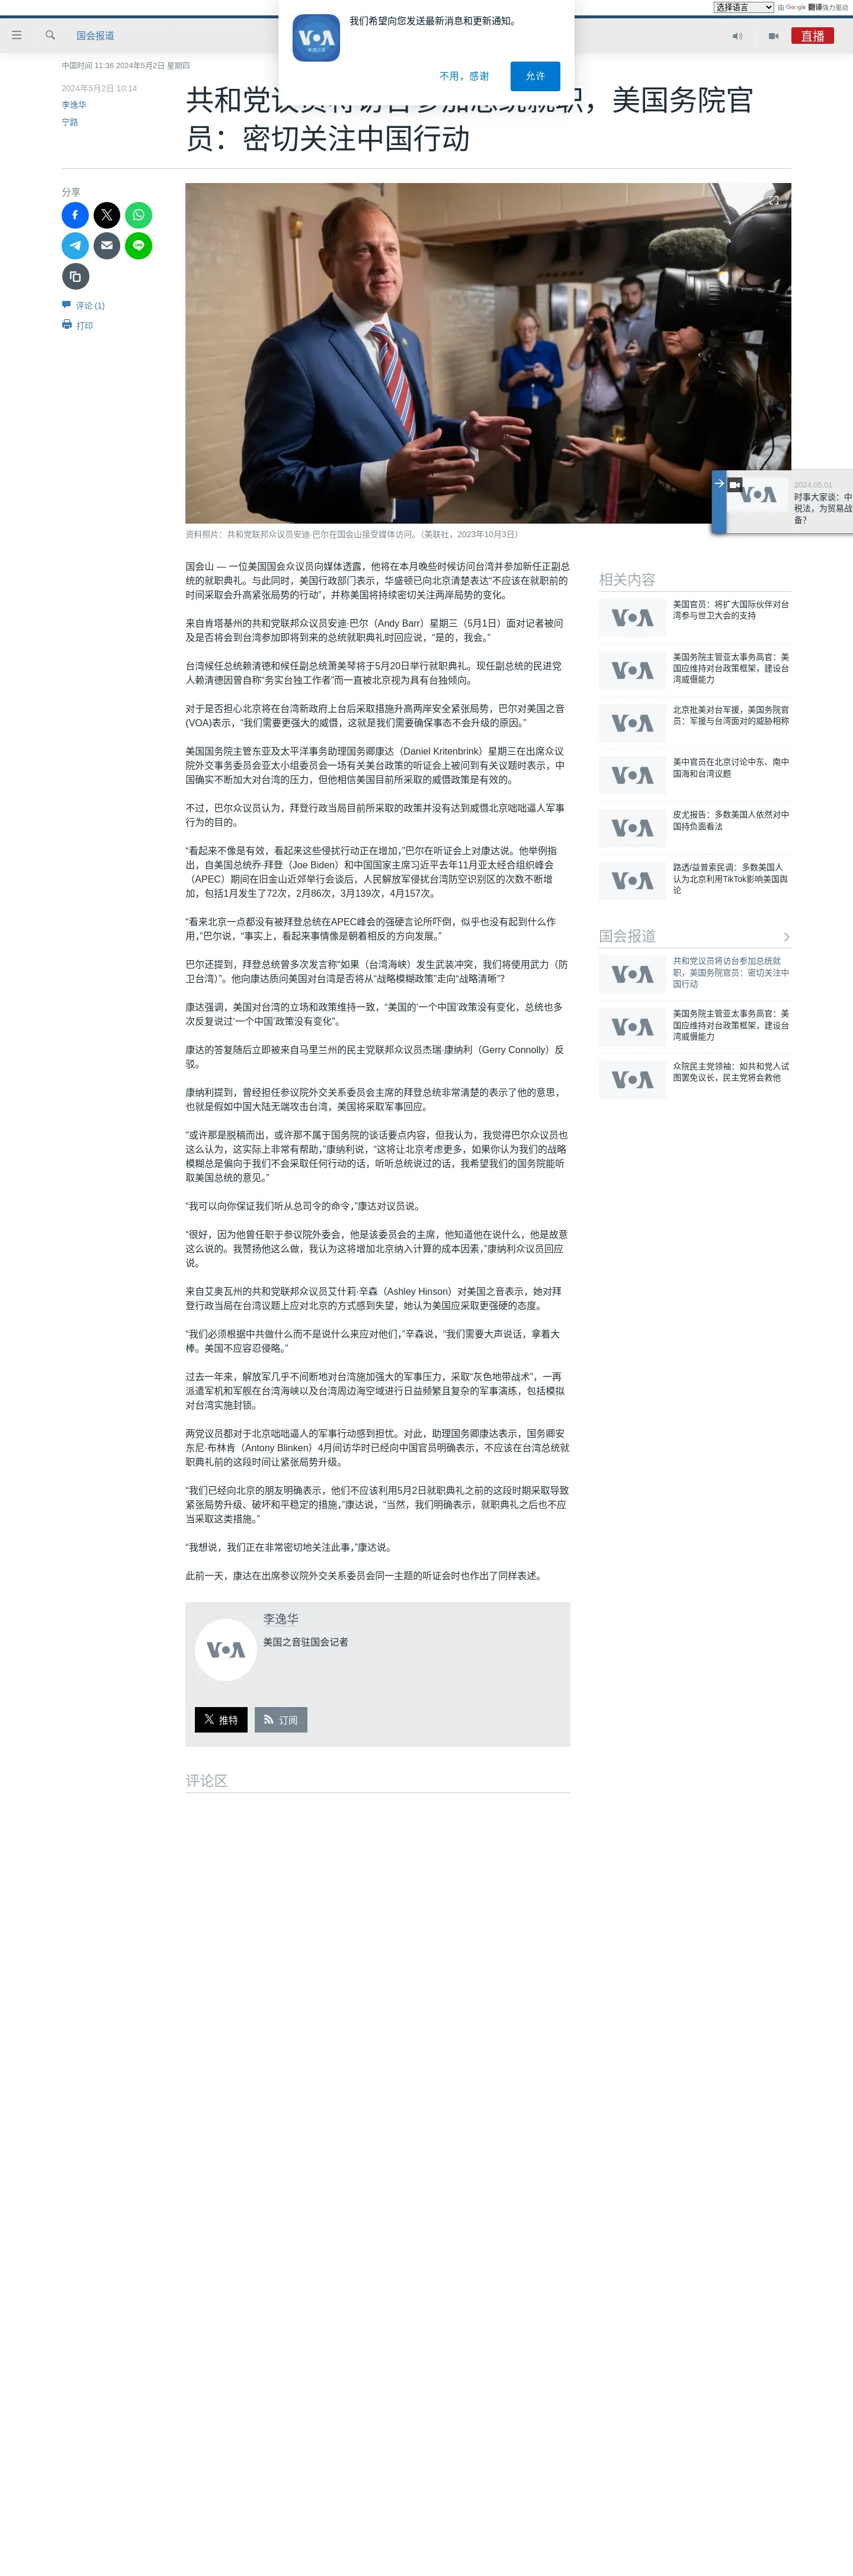 选择语言
由 Google 翻译强力驱动
VOA
美国之音
我们希望向您发送最新消息和更新通知。
不用，感谢
允许
国会报道
直播
中国时间 11:36 2024年5月2日 星期四
2024年5月2日 10:14
李逸华
宁路
员：密切关注中国行动
分享
评论 (1)
打印
资料照片：共和党联邦众议员安迪·巴尔在国会山接受媒体访问。（美联社，2023年10月3日）
VOA
2024.05.01
时事大家谈：中
税法，为贸易战
备？
国会山 — 一位美国国会众议员向媒体透露，他将在本月晚些时候访问台湾并参加新任正副总
统的就职典礼。与此同时，美国行政部门表示，华盛顿已向北京清楚表达“不应该在就职前的
时间采取会升高紧张局势的行动”，并称美国将持续密切关注两岸局势的变化。
来自肯塔基州的共和党联邦众议员安迪·巴尔（Andy Barr）星期三（5月1日）面对记者被问
及是否将会到台湾参加即将到来的总统就职典礼时回应说，“是的，我会。”
台湾候任总统赖清德和候任副总统萧美琴将于5月20日举行就职典礼。现任副总统的民进党
人赖清德因曾自称“务实台独工作者”而一直被北京视为具有台独倾向。
对于是否担心北京将在台湾新政府上台后采取措施升高两岸安全紧张局势，巴尔对美国之音
(VOA)表示，“我们需要更强大的威慑，这就是我们需要确保事态不会升级的原因。”
美国国务院主管东亚及太平洋事务助理国务卿康达（Daniel Kritenbrink）星期三在出席众议
院外交事务委员会亚太小组委员会一场有关美台政策的听证会上被问到有关议题时表示，中
国确实不断加大对台湾的压力，但他相信美国目前所采取的威慑政策是有效的。
不过，巴尔众议员认为，拜登行政当局目前所采取的政策并没有达到威慑北京咄咄逼人军事
行为的目的。
“看起来不像是有效，看起来这些侵扰行动正在增加，”巴尔在听证会上对康达说。他举例指
出，自美国总统乔·拜登（Joe Biden）和中国国家主席习近平去年11月亚太经合组织峰会
（APEC）期间在旧金山近郊举行会谈后，人民解放军侵扰台湾防空识别区的次数不断增
加，包括1月发生了72次，2月86次，3月139次，4月157次。
“看来北京一点都没有被拜登总统在APEC峰会的强硬言论所吓倒，似乎也没有起到什么作
用，”巴尔说，“事实上，看起来事情像是朝着相反的方向发展。”
巴尔还提到，拜登总统曾多次发言称“如果（台湾海峡）发生武装冲突，我们将使用武力（防
卫台湾）”。他向康达质问美国对台湾是否将从“战略模糊政策”走向“战略清晰”？
康达强调，美国对台湾的立场和政策维持一致，“美国的‘一个中国’政策没有变化，总统也多
次反复说过‘一个中国’政策没有变化”。
康达的答复随后立即被来自马里兰州的民主党联邦众议员杰瑞·康纳利（Gerry Connolly）反
驳。
康纳利提到，曾经担任参议院外交关系委员会主席的拜登总统非常清楚的表示了他的意思，
也就是假如中国大陆无端攻击台湾，美国将采取军事回应。
“或许那是脱稿而出，或许那不属于国务院的谈话要点内容，但我认为，我觉得巴尔众议员也
这么认为，这实际上非常有帮助，”康纳利说，“这将让北京考虑更多，如果你认为我们的战略
模糊总是偏向于我们不会采取任何行动的话，听听总统说过的话，我希望我们的国务院能听
取美国总统的意见。”
“我可以向你保证我们听从总司令的命令，”康达对议员说。
“很好，因为他曾任职于参议院外委会，他是该委员会的主席，他知道他在说什么，他是故意
这么说的。我赞扬他这么做，我认为这将增加北京纳入计算的成本因素，”康纳利众议员回应
说。
来自艾奥瓦州的共和党联邦众议员艾什莉·辛森（Ashley Hinson）对美国之音表示，她对拜
登行政当局在台湾议题上应对北京的方式感到失望，她认为美国应采取更强硬的态度。
“我们必须根据中共做什么而不是说什么来应对他们，”辛森说，“我们需要大声说话，拿着大
棒。美国不应容忍侵略。”
过去一年来，解放军几乎不间断地对台湾施加强大的军事压力，采取“灰色地带战术”，一再
派遣军机和军舰在台湾海峡以及台湾周边海空域进行日益频繁且复杂的军事演练，包括模拟
对台湾实施封锁。
两党议员都对于北京咄咄逼人的军事行动感到担忧。对此，助理国务卿康达表示，国务卿安
东尼·布林肯（Antony Blinken）4月间访华时已经向中国官员明确表示，不应该在台湾总统就
职典礼前的这段时间让紧张局势升级。
“我们已经向北京的朋友明确表示，他们不应该利用5月2日就职典礼之前的这段时期采取导致
紧张局势升级、破坏和平稳定的措施，”康达说，“当然，我们明确表示，就职典礼之后也不应
当采取这类措施。”
“我想说，我们正在非常密切地关注此事，”康达说。
此前一天，康达在出席参议院外交关系委员会同一主题的听证会时也作出了同样表述。
VOA
李逸华
美国之音驻国会记者
推特
订阅
评论区
相关内容
VOA
美国官员：将扩大国际伙伴对台
湾参与世卫大会的支持
VOA
美国务院主管亚太事务高官：美
国应维持对台政策框架，建设台
湾威慑能力
VOA
北京批美对台军援，美国务院官
员：军援与台湾面对的威胁相称
VOA
美中官员在北京讨论中东、南中
国海和台湾议题
VOA
皮尤报告：多数美国人依然对中
国持负面看法
VOA
路透/益普索民调：多数美国人
认为北京利用TikTok影响美国舆
论
国会报道
VOA
共和党议员将访台参加总统就
职，美国务院官员：密切关注中
国行动
VOA
美国务院主管亚太事务高官：美
国应维持对台政策框架，建设台
湾威慑能力
VOA
众院民主党领袖：如共和党人试
图罢免议长，民主党将会救他